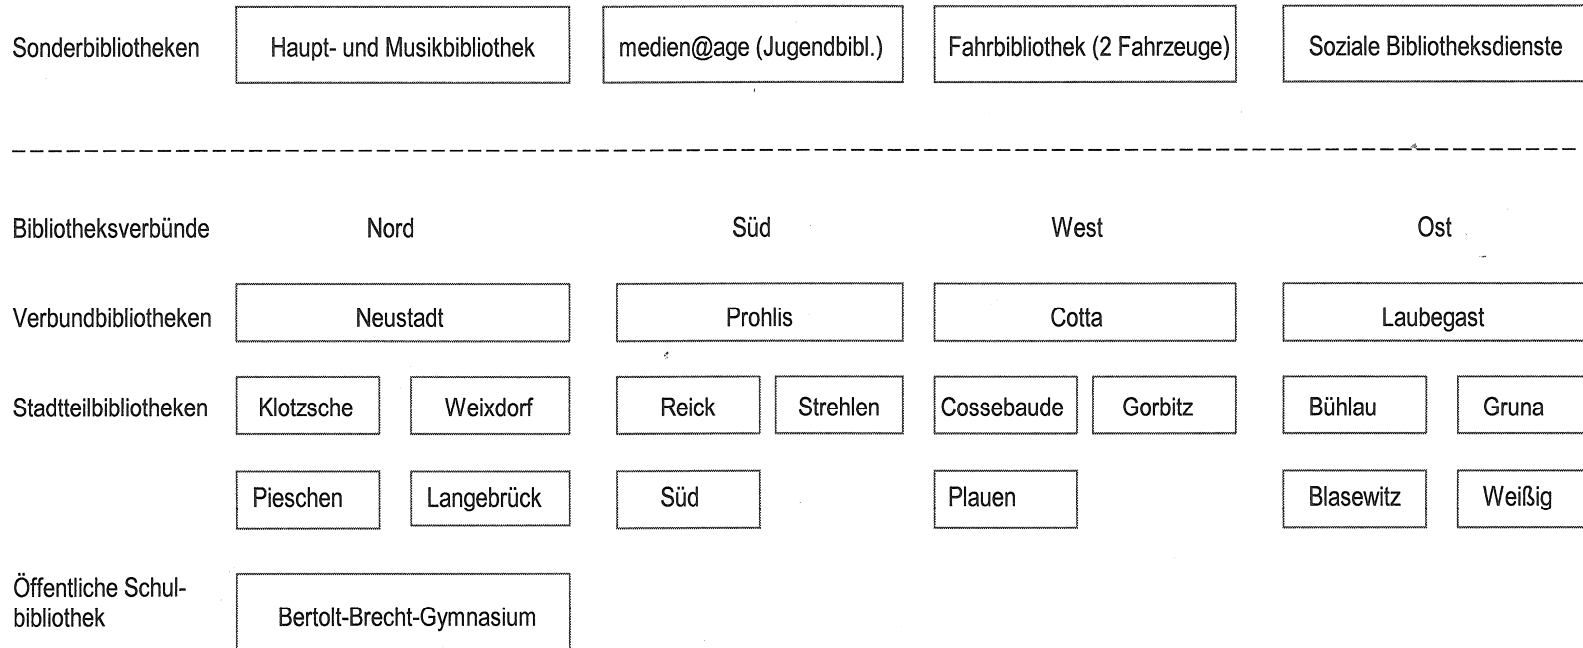 Sonderbibliotheken Haupt- und Musikbibliothek medien@age (Jugendbibl.) Fahrbibliothek (2 Fahrzeuge) Soziale Bibliotheksdienste
Bibliotheksverbünde Nord Süd West Ost
Verbundbibliotheken Neustadt Prohlis Cotta Laubegast
Stadtteilbibliotheken Klotzsche Weixdorf Reick Strehlen Cossebaude Gorbitz Bühlau Gruna
Pieschen Langebrück Süd Plauen Blasewitz Weißig
Öffentliche Schul-
bibliothek Bertolt-Brecht-Gymnasium